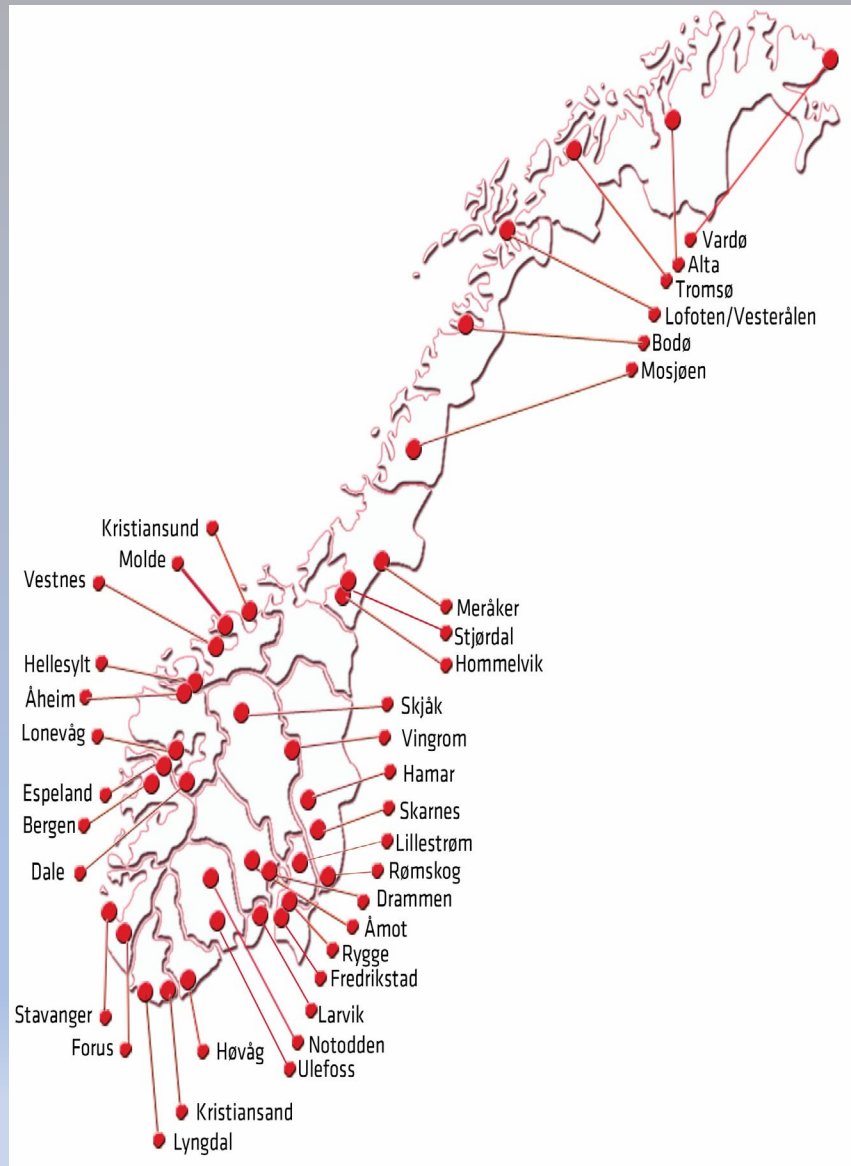 Vardø
Alta
Tromsø
Lofoten/Vesterålen
Bodø
Mosjøen
Kristiansund
Molde
Vestnes
Meråker
Stjørdal
Hommelvik
Hellesylt
Åheim
Lonevåg
Espeland
Bergen
Dale
Skjåk
Vingrom
Hamar
Skarnes
Lillestrøm
Rømskog
Drammen
Åmot
Rygge
Fredrikstad
Larvik
Notodden
Ulefoss
Stavanger
Forus
Høvåg
Kristiansand
Lyngdal